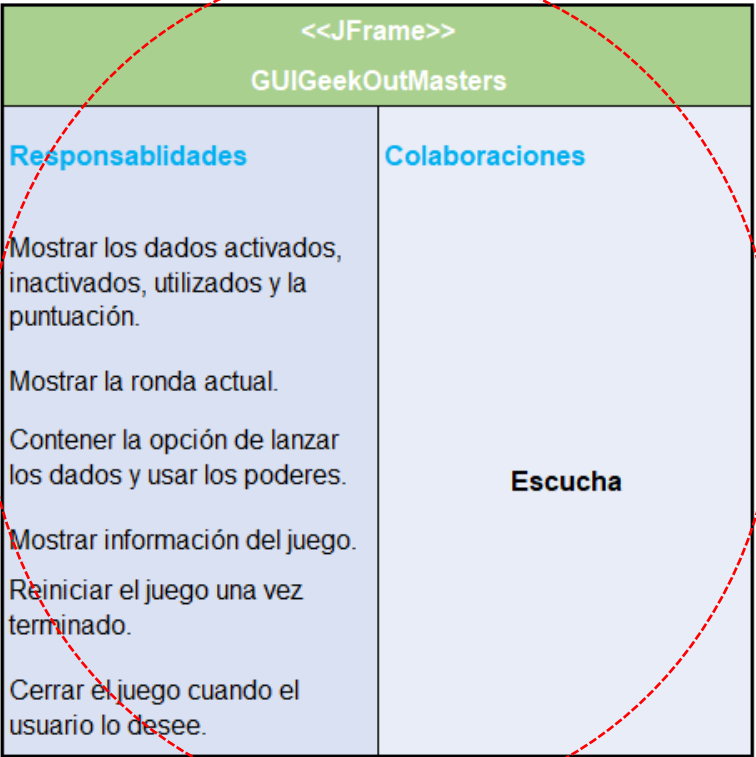 <<JFrame>>
GUIGeekOutMasters
Responsablidades
Colaboraciones
Mostrar los dados activados,
inactivados, utilizados y la
puntuación.
Mostrar la ronda actual.
Contener la opción de lanzar
los dados y usar los poderes.
Mostrar información del juego.
Reiniciar el juego una vez
terminado.
Cerrar el juego cuando el
usuario lo desee.
Escucha